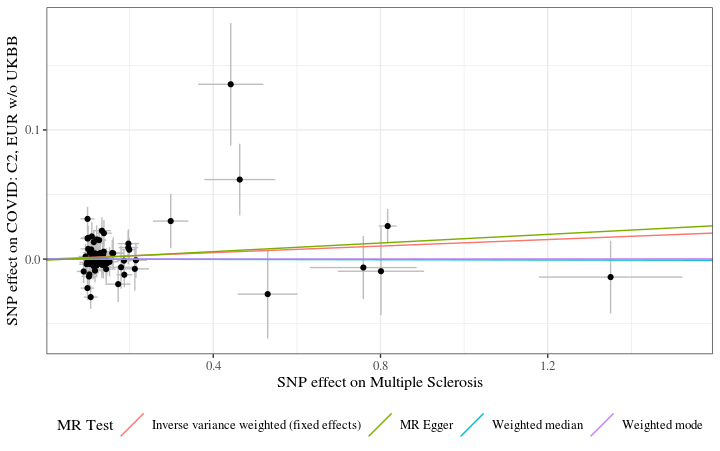 SNP effect on COVID: C2, EUR w/o UKBB
0.1
0.0
0.4
0.8
1.2
SNP effect on Multiple Sclerosis
MR Test
Inverse variance weighted (fixed effects)
MR Egger
Weighted median
Weighted mode